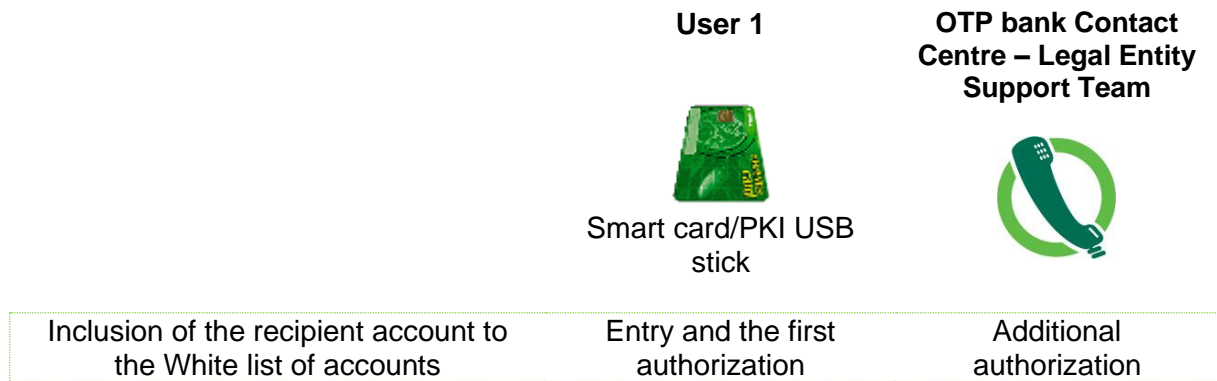 User 1
OTP bank Contact
Centre – Legal Entity
Support Team
Smart card/PKI USB
stick
Inclusion of the recipient account to
the White list of accounts
Entry and the first
authorization
Additional
authorization